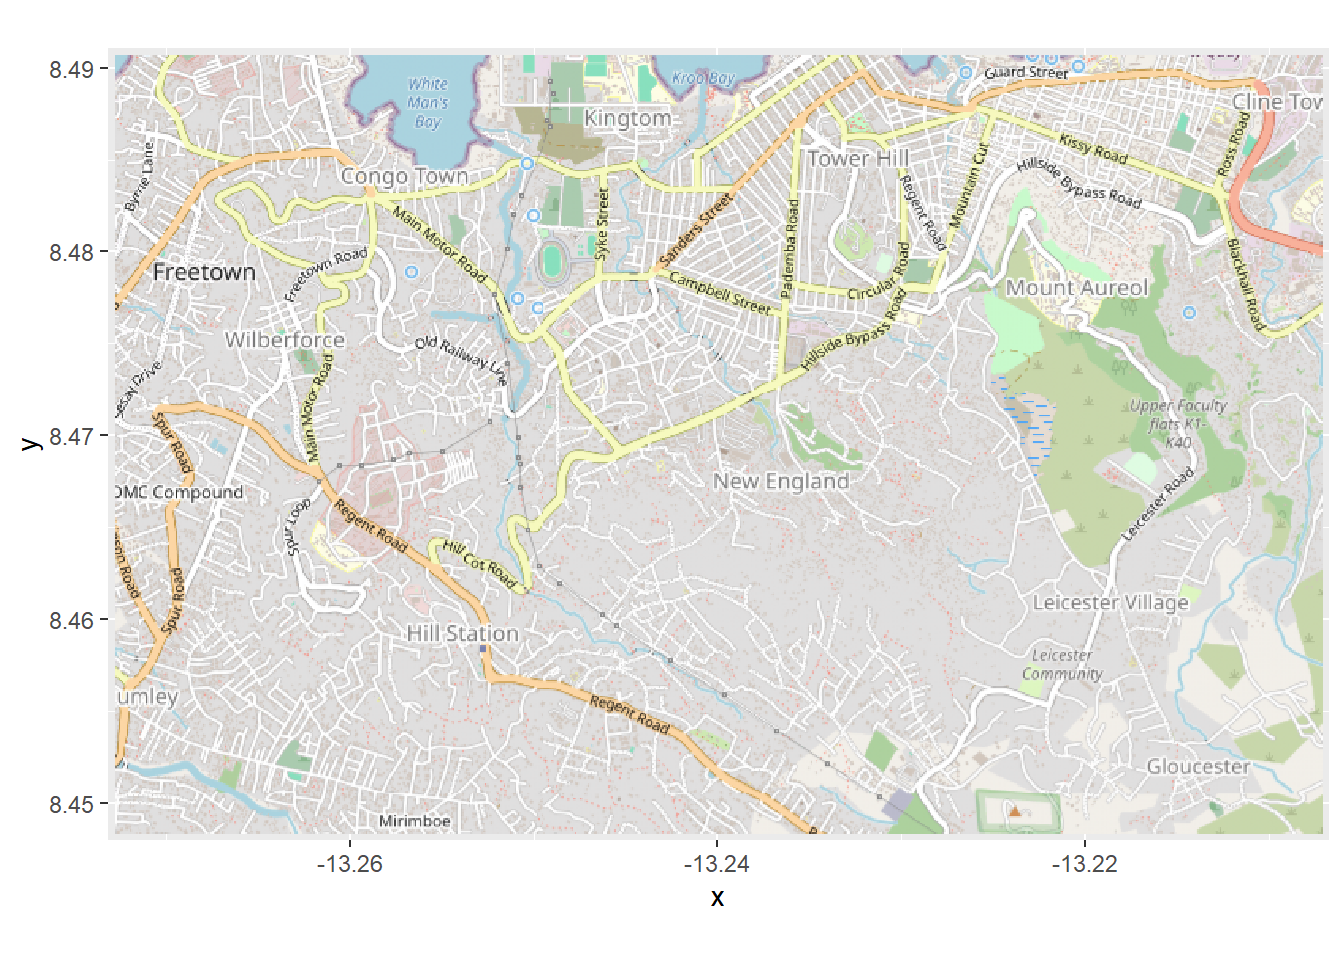 8.49
8.48
8.47
8.46
8.45
y
White
Man's
Bay
Kroo Bay
Guard Street
Kingtom
Cline Tow
Byrne Lane
Congo Town
Tower Hill
Kissy Road
Ross Road
Hillside Bypass Road
Mountain Cut
Regent Road
Main Motor Road
Syke Street
Sanders Street
Pademba Road
Freetown
Freetown Road
Circular Road
Blackhall Road
Campbell Street
Mount Aureol
Wilberforce
Old Railway Line
Hillside Bypass Road
Main Motor Road
esay Drive
Spur Road
Upper Faculty
flats K1-
K40
New England
OMC Compound
Spur Loop
Regent Road
Leicester Road
Hill Cot Road
son Road
Spur Road
Leicester Village
Hill Station
Leicester
Community
umley
Regent Road
Gloucester
Mirimboe
-13.26
-13.24
-13.22
x